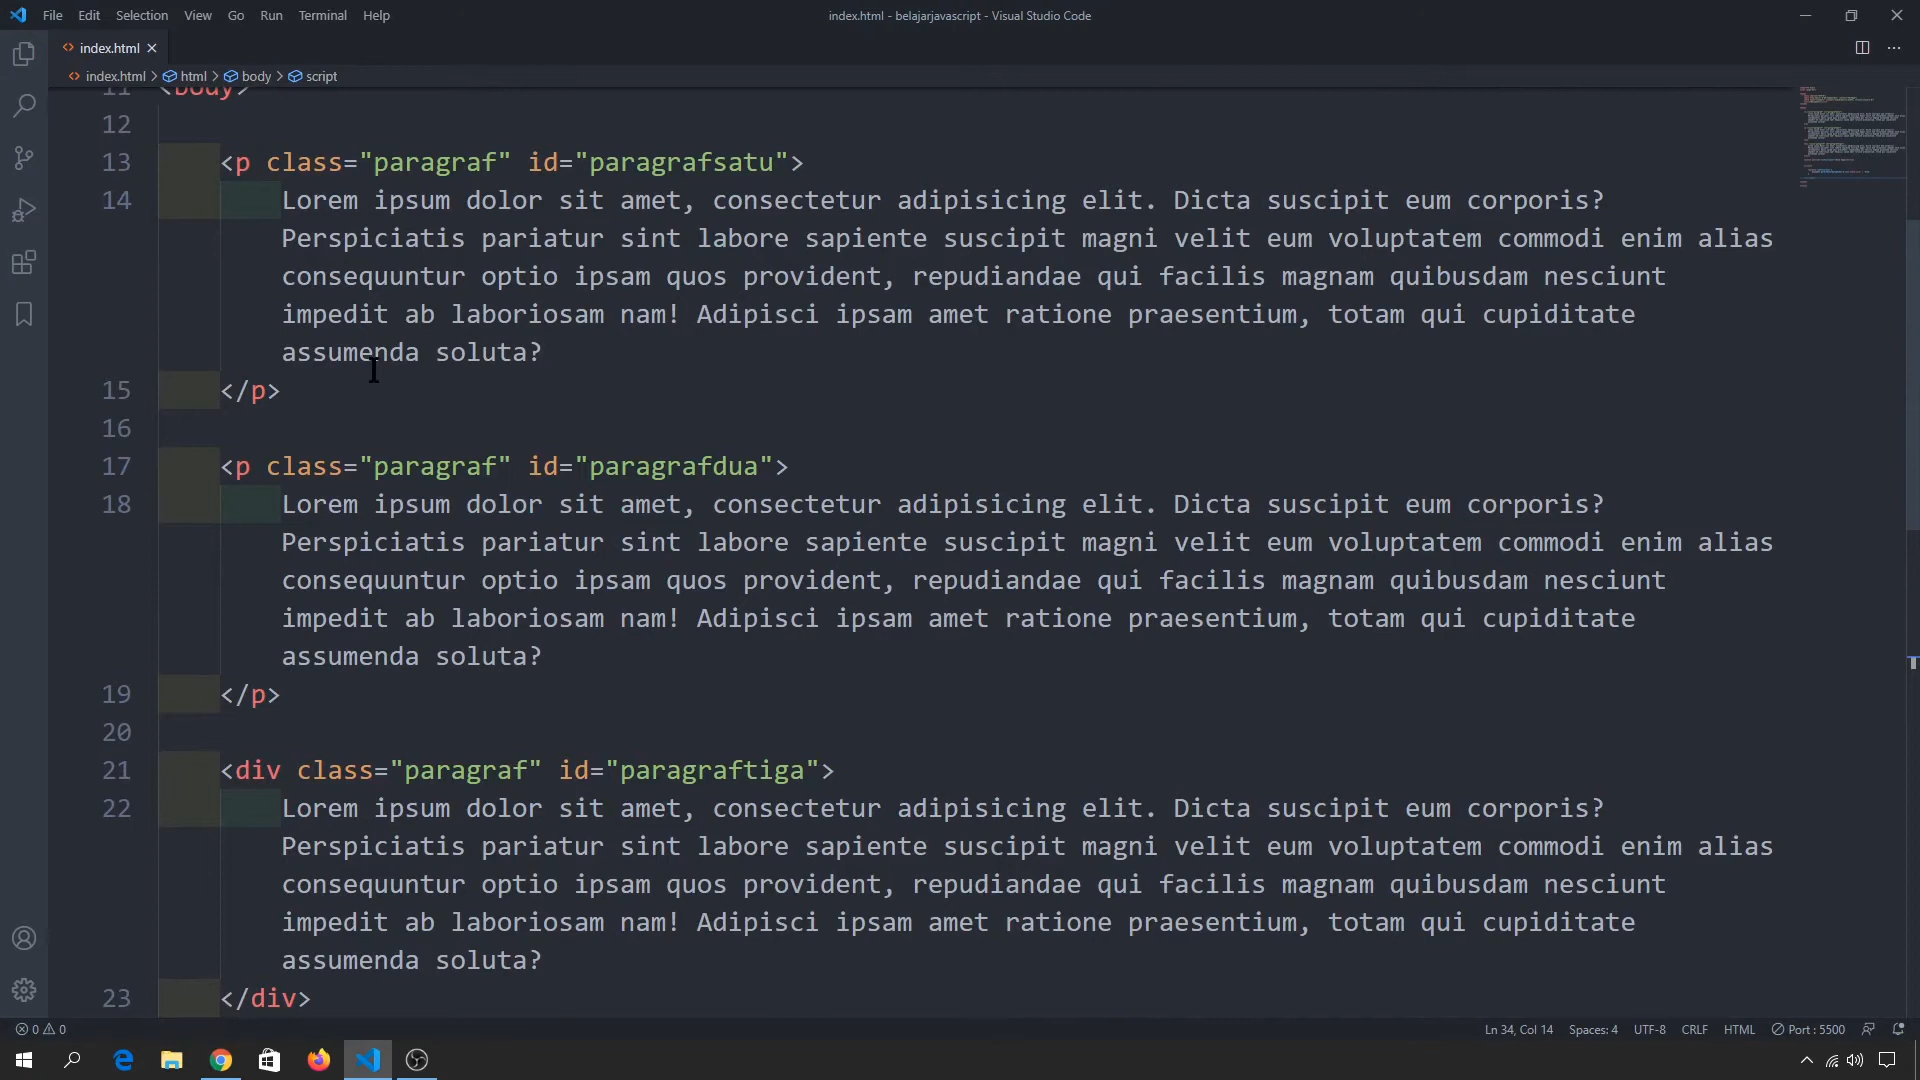 File Edit Selection View Go Run Terminal Help index.html - belajarjavascript - Visual Studio Code
index.html
index.html > html > body > script
11 <body>
12
13 <p class="paragraf" id="paragrafsatu">
14 Lorem ipsum dolor sit amet, consectetur adipisicing elit. Dicta suscipit eum corporis?
Perspiciatis pariatur sint labore sapiente suscipit magni velit eum voluptatem commodi enim alias
consequuntur optio ipsam quos provident, repudiandae qui facilis magnam quibusdam nesciunt
impedit ab laboriosam nam! Adipisci ipsam amet ratione praesentium, totam qui cupiditate
assumenda soluta?
15 </p>
16
17 <p class="paragraf" id="paragrafdua">
18 Lorem ipsum dolor sit amet, consectetur adipisicing elit. Dicta suscipit eum corporis?
Perspiciatis pariatur sint labore sapiente suscipit magni velit eum voluptatem commodi enim alias
consequuntur optio ipsam quos provident, repudiandae qui facilis magnam quibusdam nesciunt
impedit ab laboriosam nam! Adipisci ipsam amet ratione praesentium, totam qui cupiditate
assumenda soluta?
19 </p>
20
21 <div class="paragraf" id="paragraftiga">
22 Lorem ipsum dolor sit amet, consectetur adipisicing elit. Dicta suscipit eum corporis?
Perspiciatis pariatur sint labore sapiente suscipit magni velit eum voluptatem commodi enim alias
consequuntur optio ipsam quos provident, repudiandae qui facilis magnam quibusdam nesciunt
impedit ab laboriosam nam! Adipisci ipsam amet ratione praesentium, totam qui cupiditate
assumenda soluta?
23 </div>
0 0 Ln 34, Col 14 Spaces: 4 UTF-8 CRLF HTML Port : 5500